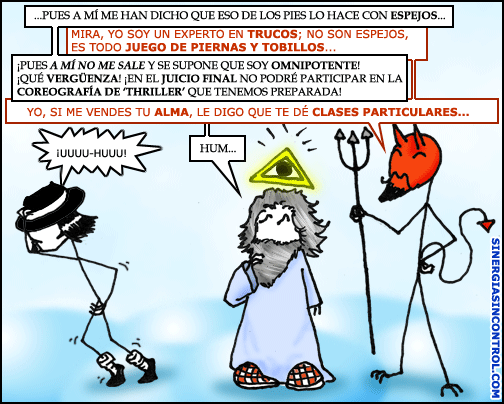 ...PUES A MÍ ME HAN DICHO QUE ESO DE LOS PIES LO HACE CON ESPEJOS...
MIRA, YO SOY UN EXPERTO EN TRUCOS; NO SON ESPEJOS,
ES TODO JUEGO DE PIERNAS Y TOBILLOS...
¡PUES A MÍ NO ME SALE Y SE SUPONE QUE SOY OMNIPOTENTE!
¡QUÉ VERGÜENZA! ¡EN EL JUICIO FINAL NO PODRÉ PARTICIPAR EN LA
COREOGRAFÍA DE ‘THRILLER’ QUE TENEMOS PREPARADA!
YO, SI ME VENDES TU ALMA, LE DIGO QUE TE DÉ CLASES PARTICULARES...
¡UUUU-HUUU!
HUM...
SINERGIASINCONTROL.COM